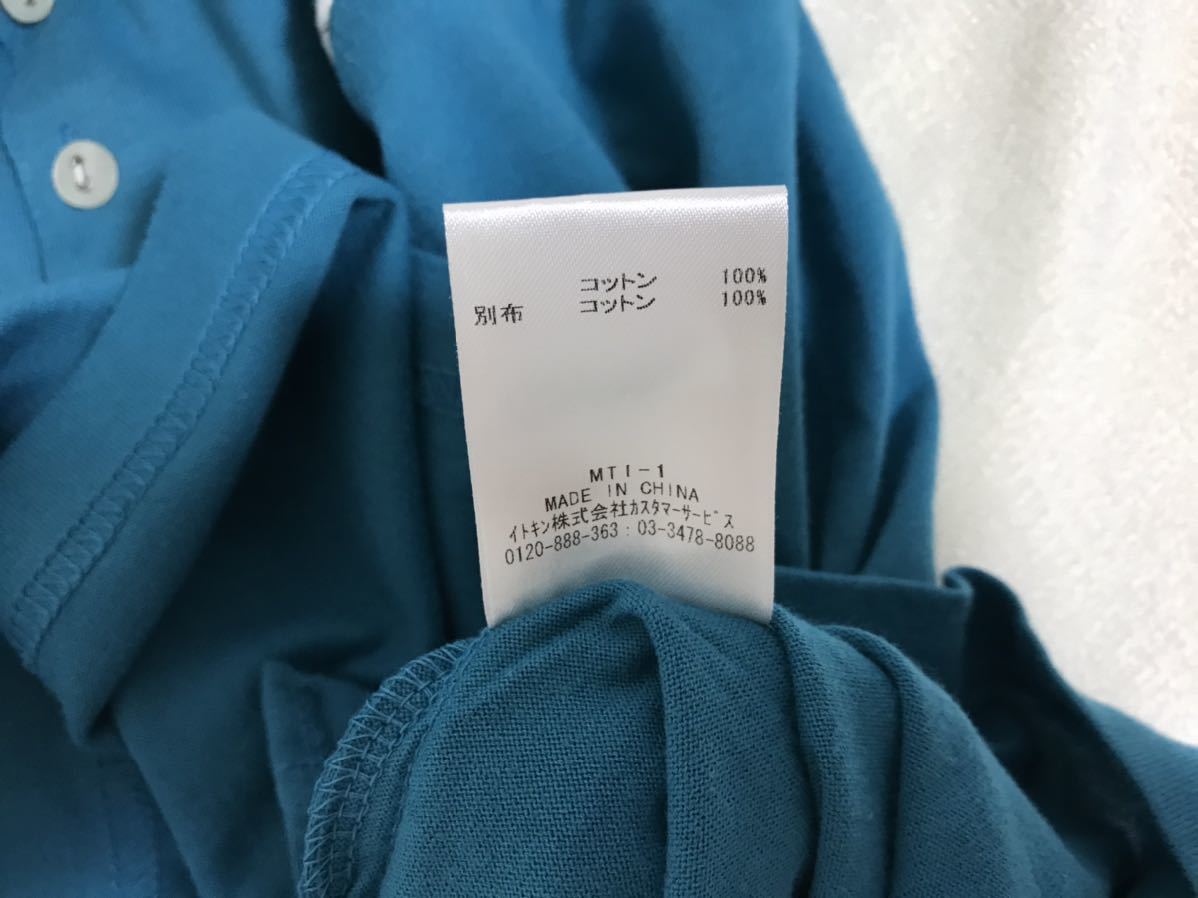 コットン 100%
別布 コットン 100%
MTI-1
MADE IN CHINA
イトキン株式会社カスタマーサービス
0120-888-363 : 03-3478-8088